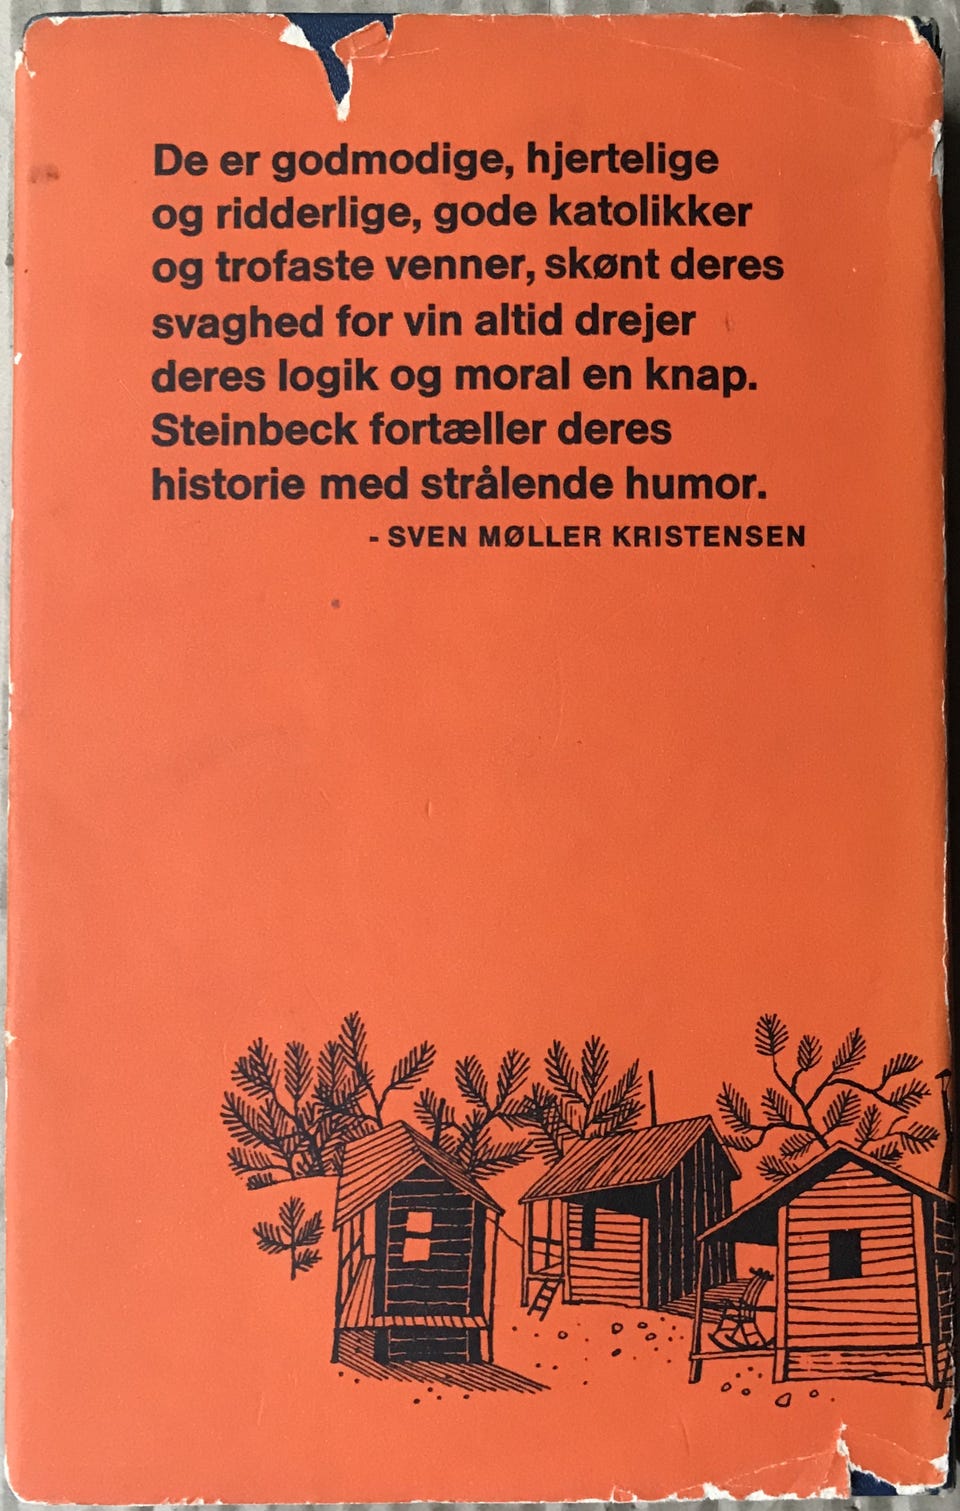 De er godmodige, hjertelige
og ridderlige, gode katolikker
og trofaste venner, skønt deres
svaghed for vin altid drejer
deres logik og moral en knap.
Steinbeck fortæller deres
historie med strålende humor.
- SVEN MØLLER KRISTENSEN